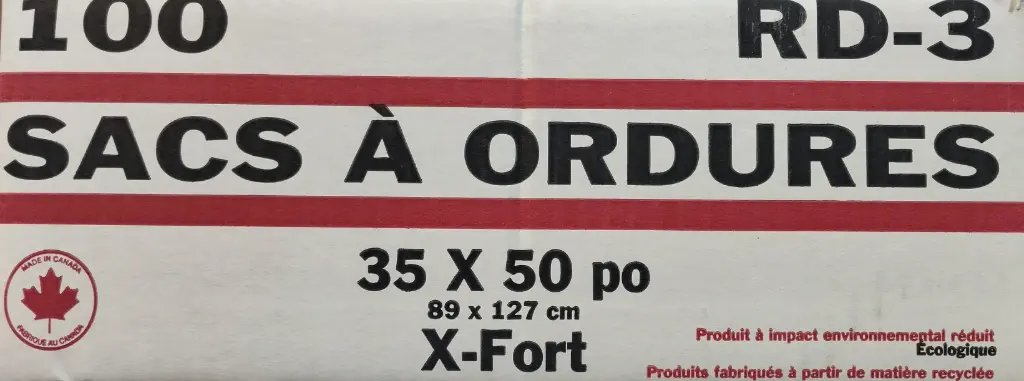 100 RD-3
SACS À ORDURES
MADE IN CANADA
FABRIQUÉ AU CANADA
35 X 50 po
89 x 127 cm
X-Fort
Produit à impact environnemental réduit
Écologique
Produits fabriqués à partir de matière recyclée